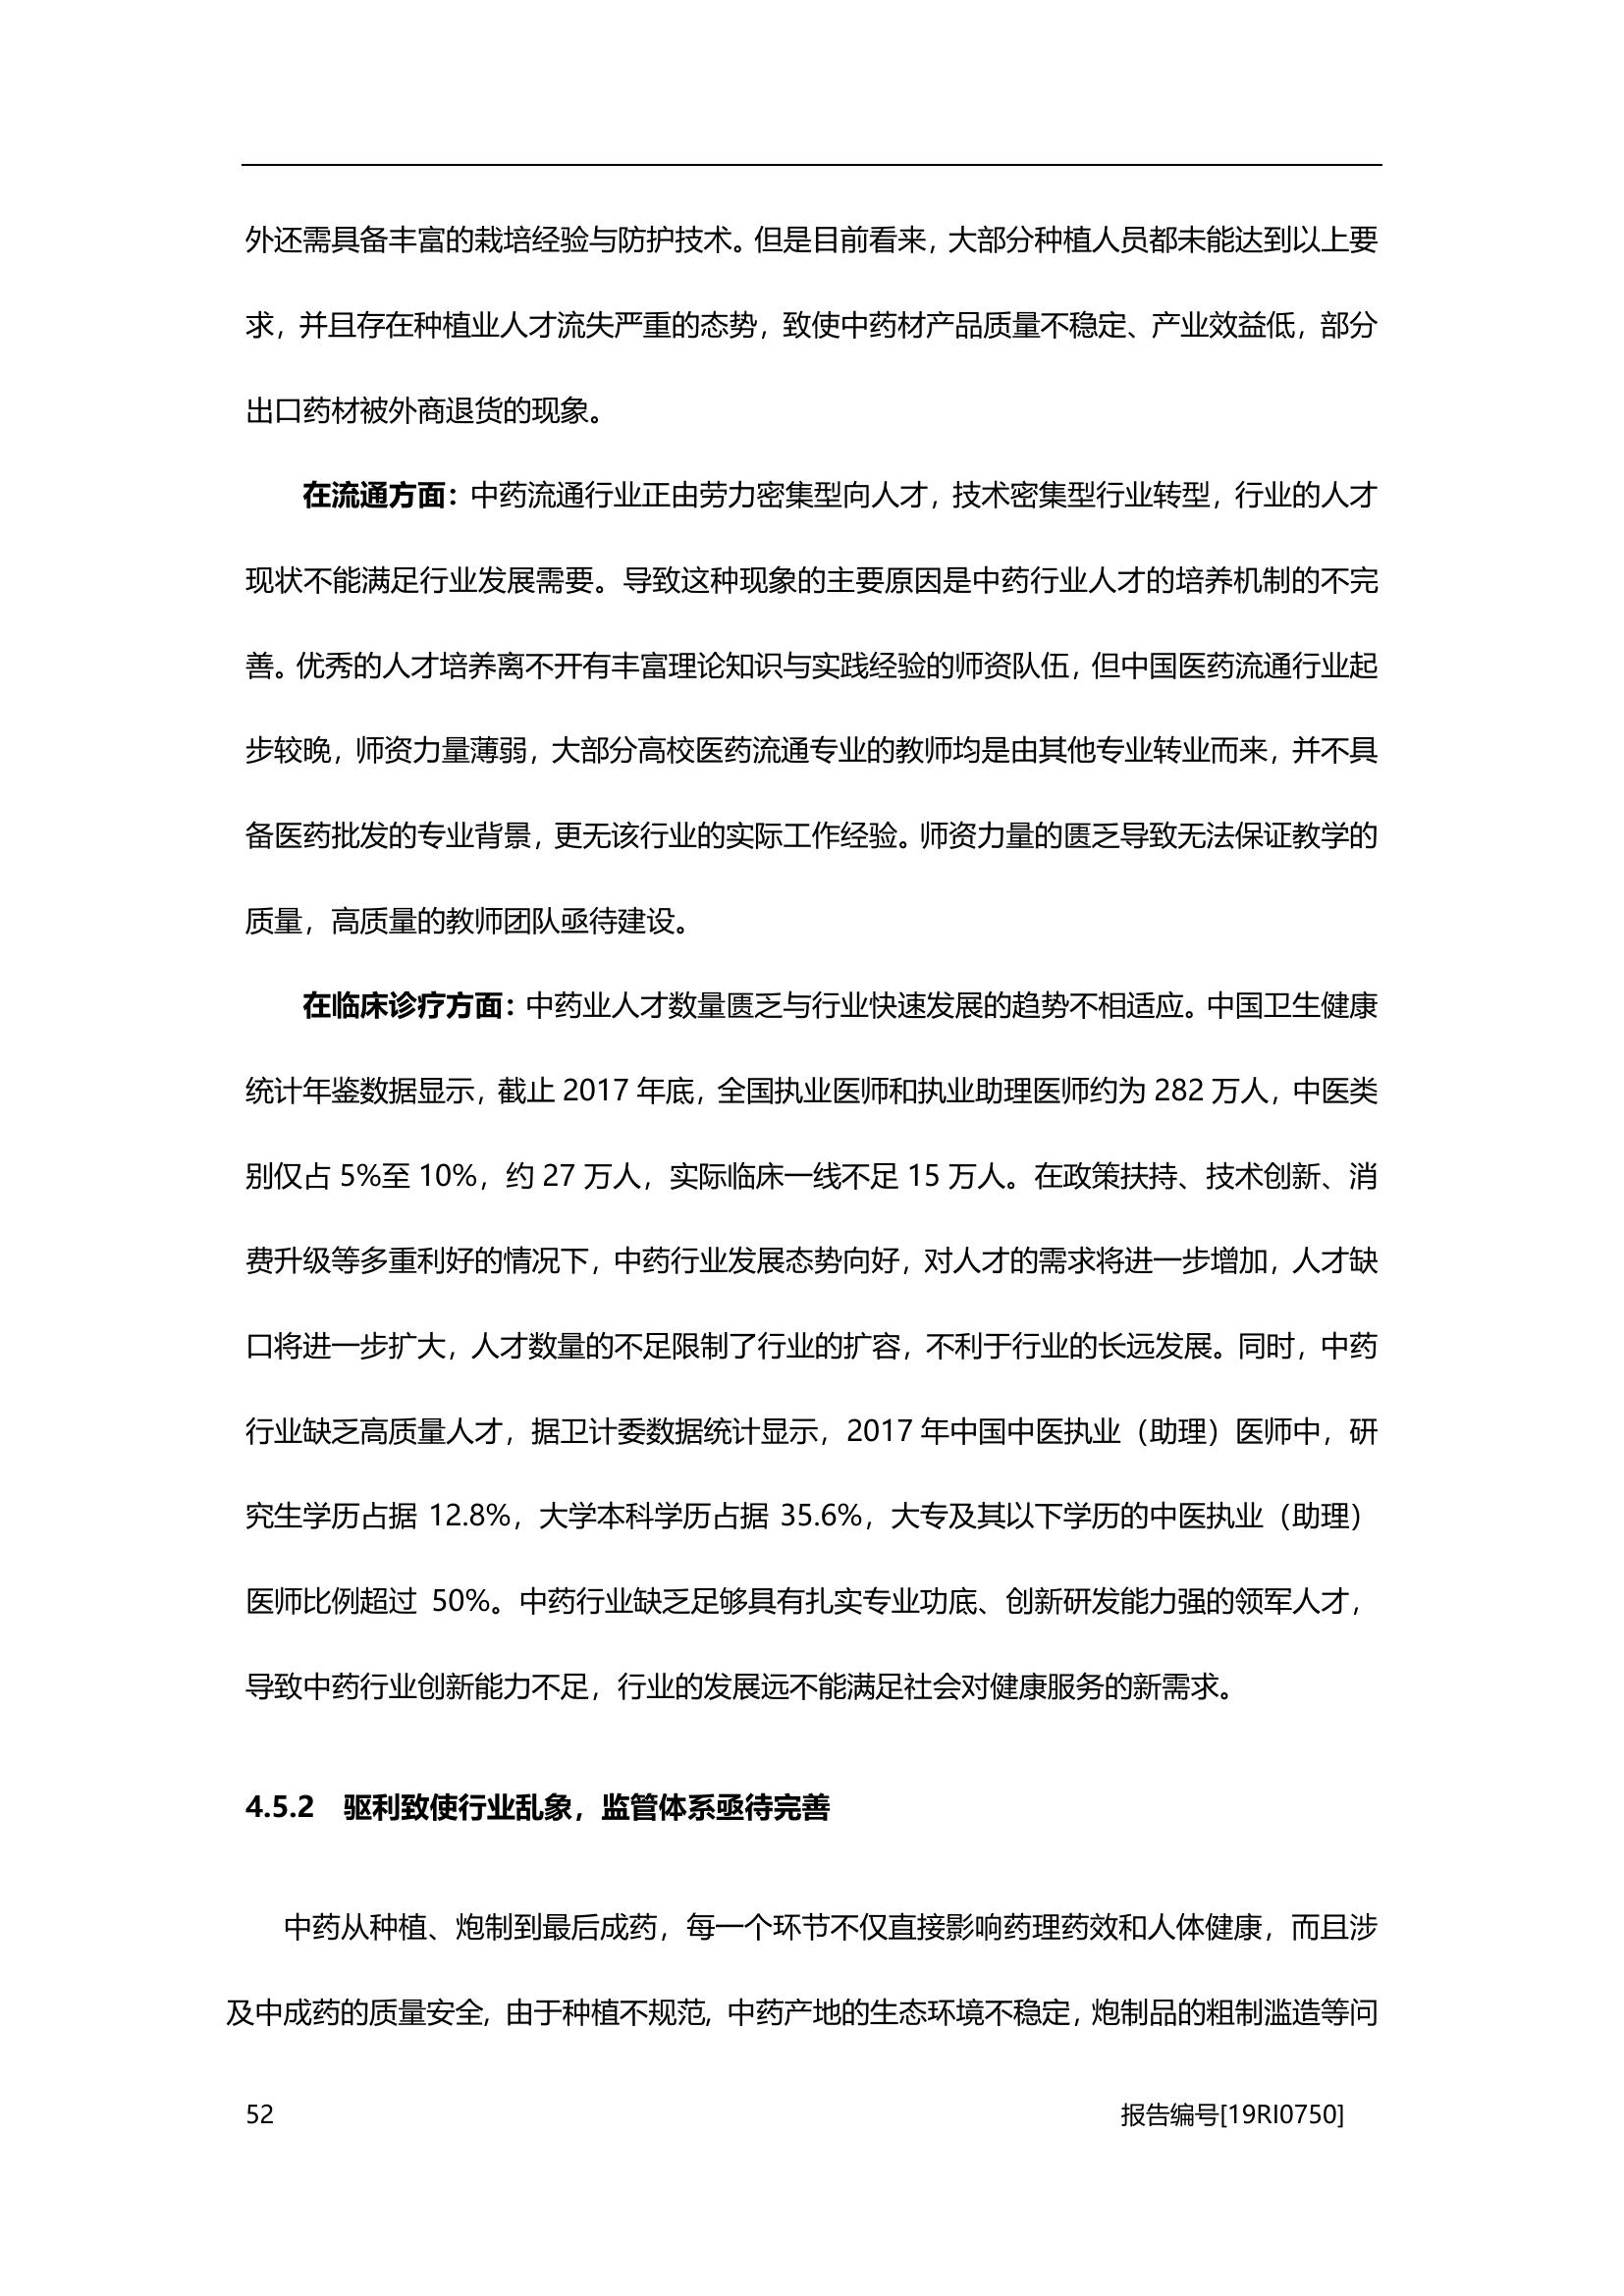 外还需具备丰富的栽培经验与防护技术。但是目前看来，大部分种植人员都未能达到以上要
求，并且存在种植业人才流失严重的态势，致使中药材产品质量不稳定、产业效益低，部分
出口药材被外商退货的现象。
在流通方面：中药流通行业正由劳力密集型向人才，技术密集型行业转型，行业的人才
现状不能满足行业发展需要。导致这种现象的主要原因是中药行业人才的培养机制的不完
善。优秀的人才培养离不开有丰富理论知识与实践经验的师资队伍，但中国医药流通行业起
步较晚，师资力量薄弱，大部分高校医药流通专业的教师均是由其他专业转业而来，并不具
备医药批发的专业背景，更无该行业的实际工作经验。师资力量的匮乏导致无法保证教学的
质量，高质量的教师团队亟待建设。
在临床诊疗方面：中药业人才数量匮乏与行业快速发展的趋势不相适应。中国卫生健康
统计年鉴数据显示，截止 2017 年底，全国执业医师和执业助理医师约为 282 万人，中医类
别仅占 5%至 10%，约 27 万人，实际临床一线不足 15 万人。在政策扶持、技术创新、消
费升级等多重利好的情况下，中药行业发展态势向好，对人才的需求将进一步增加，人才缺
口将进一步扩大，人才数量的不足限制了行业的扩容，不利于行业的长远发展。同时，中药
行业缺乏高质量人才，据卫计委数据统计显示，2017 年中国中医执业（助理）医师中，研
究生学历占据 12.8%，大学本科学历占据 35.6%，大专及其以下学历的中医执业（助理）
医师比例超过 50%。中药行业缺乏足够具有扎实专业功底、创新研发能力强的领军人才，
导致中药行业创新能力不足，行业的发展远不能满足社会对健康服务的新需求。
4.5.2 驱利致使行业乱象，监管体系亟待完善
中药从种植、炮制到最后成药，每一个环节不仅直接影响药理药效和人体健康，而且涉
及中成药的质量安全, 由于种植不规范, 中药产地的生态环境不稳定，炮制品的粗制滥造等问
52 报告编号[19RI0750]